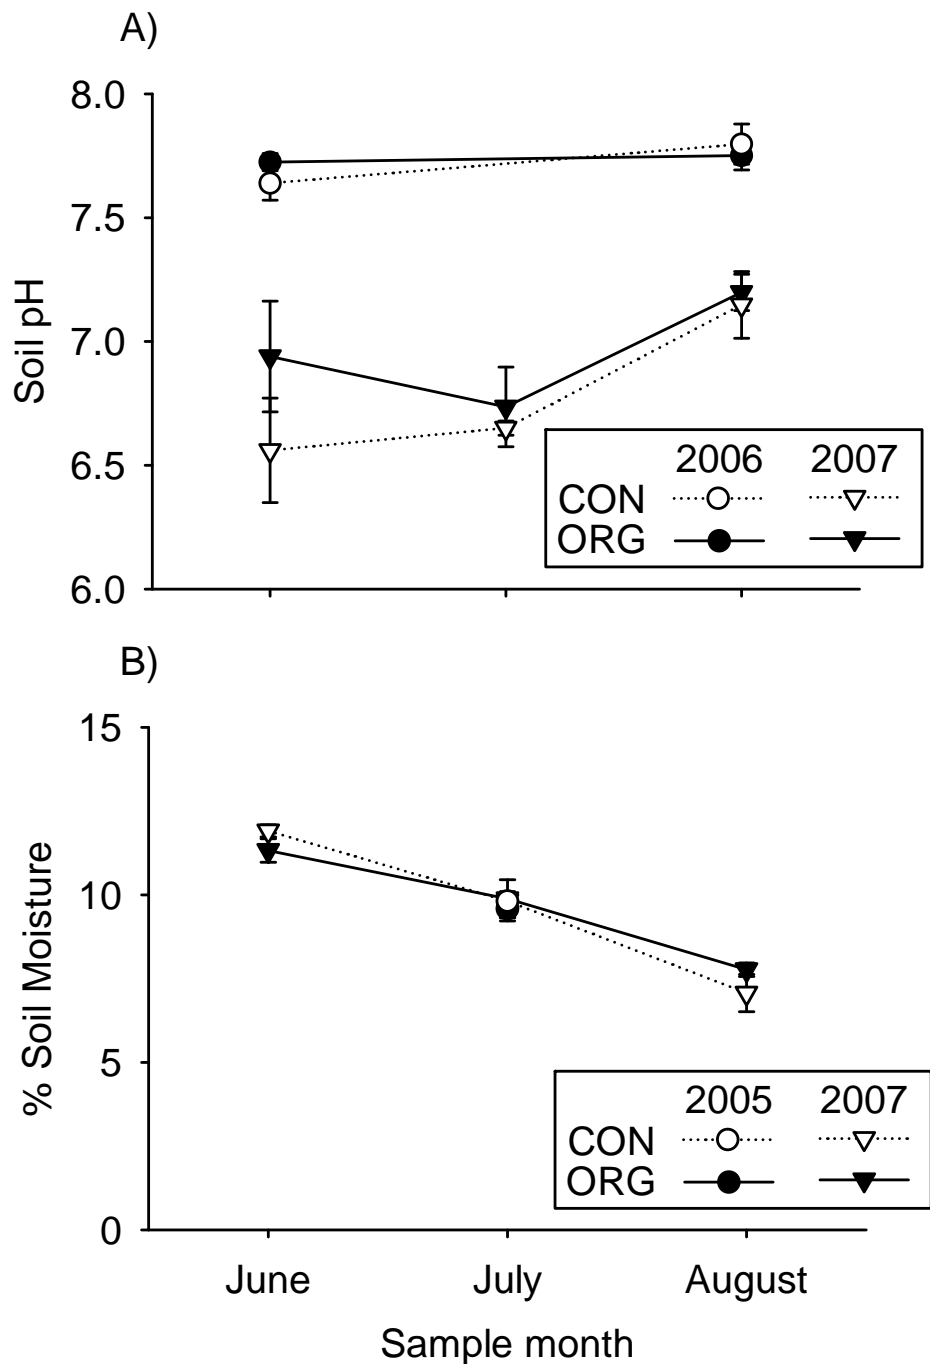 A)
8.0
7.5
7.0
6.5
6.0
Soil pH
2006 2007
CON
ORG
B)
15
10
5
0
% Soil Moisture
2005 2007
CON
ORG
June July August
Sample month